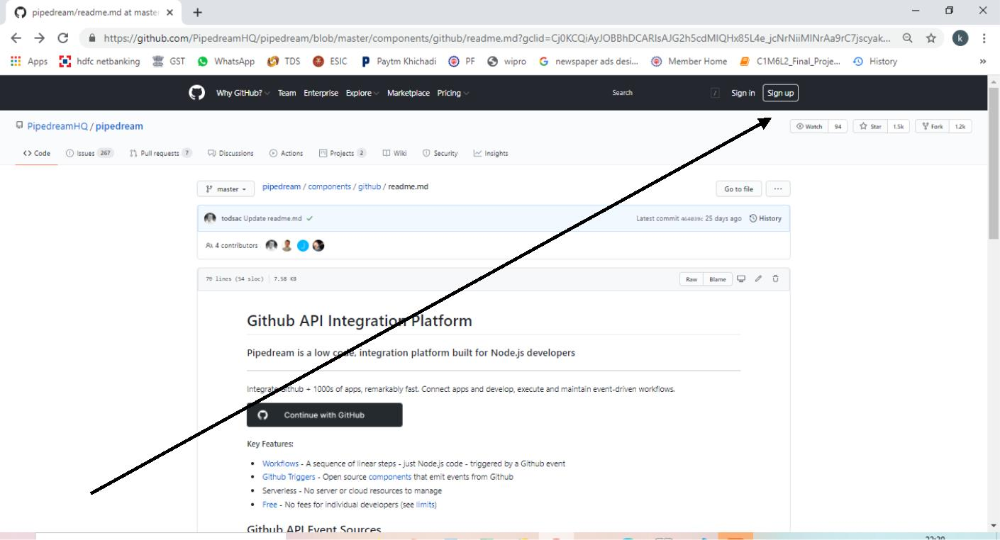 pipedream/readme.md at master
https://github.com/PipedreamHQ/pipedream/blob/master/components/github/readme.md?gclid=Cj0KCQiAyJOBBhDCARIsAJG2h5cdMIQHx85L4e_jcNrNiiMlNrAa9rC7jscyak... k
Apps hdfc netbanking GST WhatsApp TDS ESIC Paytm Khichadi PF wipro newspaper ads desi... Member Home C1M6L2_Final_Proje... History »
Why GitHub? Team Enterprise Explore Marketplace Pricing Search / Sign in Sign up
PipedreamHQ / pipedream Watch 94 Star 1.5k Fork 1.2k
<> Code Issues 267 Pull requests 7 Discussions Actions Projects 2 Wiki Security Insights
master pipedream / components / github / readme.md Go to file ...
todsac Update readme.md Latest commit 464039c 25 days ago History
4 contributors
79 lines (54 sloc) 7.58 KB Raw Blame
Github API Integration Platform
Pipedream is a low code, integration platform built for Node.js developers
Integrate Github + 1000s of apps, remarkably fast. Connect apps and develop, execute and maintain event-driven workflows.
Continue with GitHub
Key Features:
• Workflows - A sequence of linear steps - just Node.js code - triggered by a Github event
• Github Triggers - Open source components that emit events from Github
• Serverless - No server or cloud resources to manage
• Free - No fees for individual developers (see limits)
Github API Event Sources